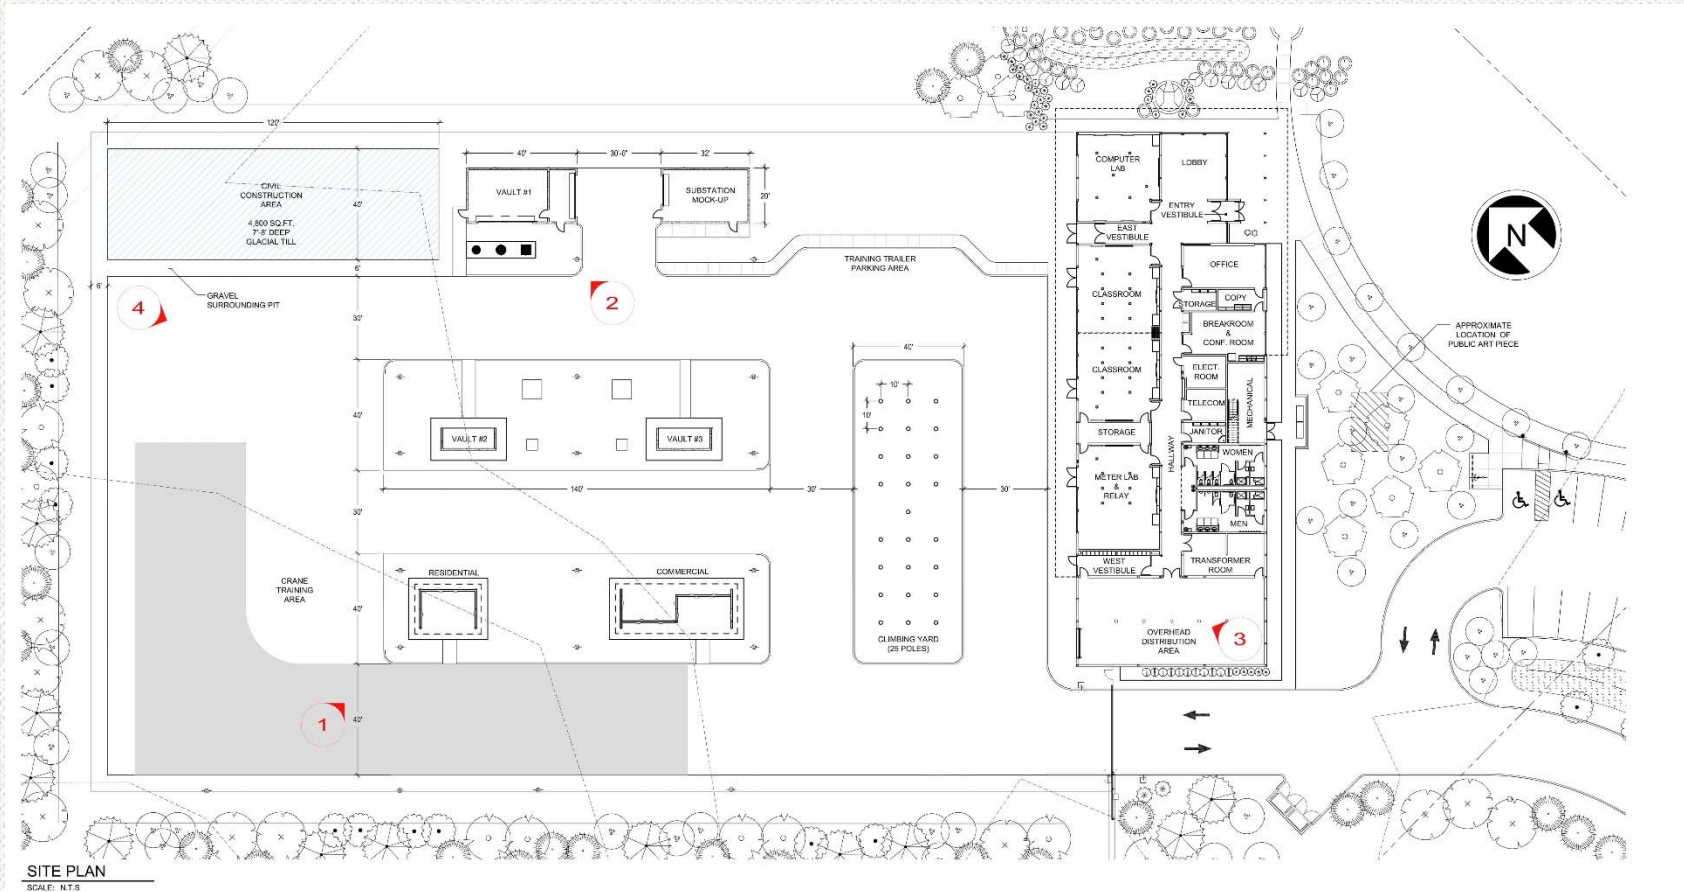 120'
CIVIL
CONSTRUCTION
AREA
4,800 SQ.FT.
7'-8' DEEP
GLACIAL TILL
40'
6'
6'
GRAVEL
SURROUNDING PIT
4
40'
30'-6"
32'
20'
VAULT #1
SUBSTATION
MOCK-UP
2
TRAINING TRAILER
PARKING AREA
COMPUTER
LAB
LOBBY
ENTRY
VESTIBULE
EAST
VESTIBULE
OFFICE
CLASSROOM
STORAGE
COPY
BREAKROOM
&
CONF. ROOM
CLASSROOM
ELECT.
ROOM
TELECOM
MECHANICAL
STORAGE
JANITOR
HALLWAY
WOMEN
METER LAB
&
RELAY
MEN
WEST
VESTIBULE
TRANSFORMER
ROOM
OVERHEAD
DISTRIBUTION
AREA
3
N
APPROXIMATE
LOCATION OF
PUBLIC ART PIECE
30'
40'
VAULT #2
VAULT #3
140'
30'
30'
40'
10'
10'
30'
CRANE
TRAINING
AREA
RESIDENTIAL
COMMERCIAL
40'
CLIMBING YARD
(25 POLES)
1
40'
SITE PLAN
SCALE: N.T.S